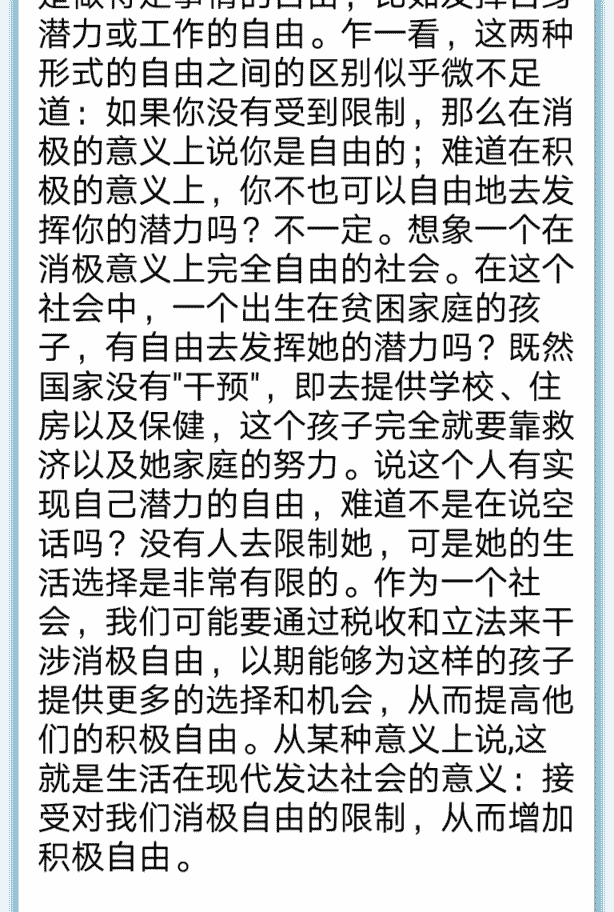 是做特定事情的自由，比如发挥自身
潜力或工作的自由。乍一看，这两种
形式的自由之间的区别似乎微不足
道：如果你没有受到限制，那么在消
极的意义上说你是自由的；难道在积
极的意义上，你不也可以自由地去发
挥你的潜力吗？不一定。想象一个在
消极意义上完全自由的社会。在这个
社会中，一个出生在贫困家庭的孩
子，有自由去发挥她的潜力吗？既然
国家没有"干预"，即去提供学校、住
房以及保健，这个孩子完全就要靠救
济以及她家庭的努力。说这个人有实
现自己潜力的自由，难道不是在说空
话吗？没有人去限制她，可是她的生
活选择是非常有限的。作为一个社
会，我们可能要通过税收和立法来干
涉消极自由，以期能够为这样的孩子
提供更多的选择和机会，从而提高他
们的积极自由。从某种意义上说,这
就是生活在现代发达社会的意义：接
受对我们消极自由的限制，从而增加
积极自由。